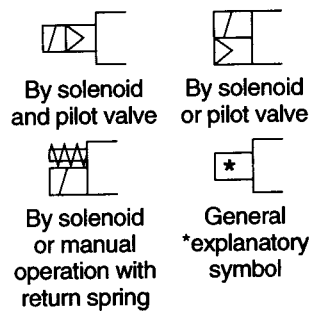 By solenoid
and pilot valve
By solenoid
or pilot valve
*
By solenoid
or manual
operation with
return spring
General
*explanatory
symbol